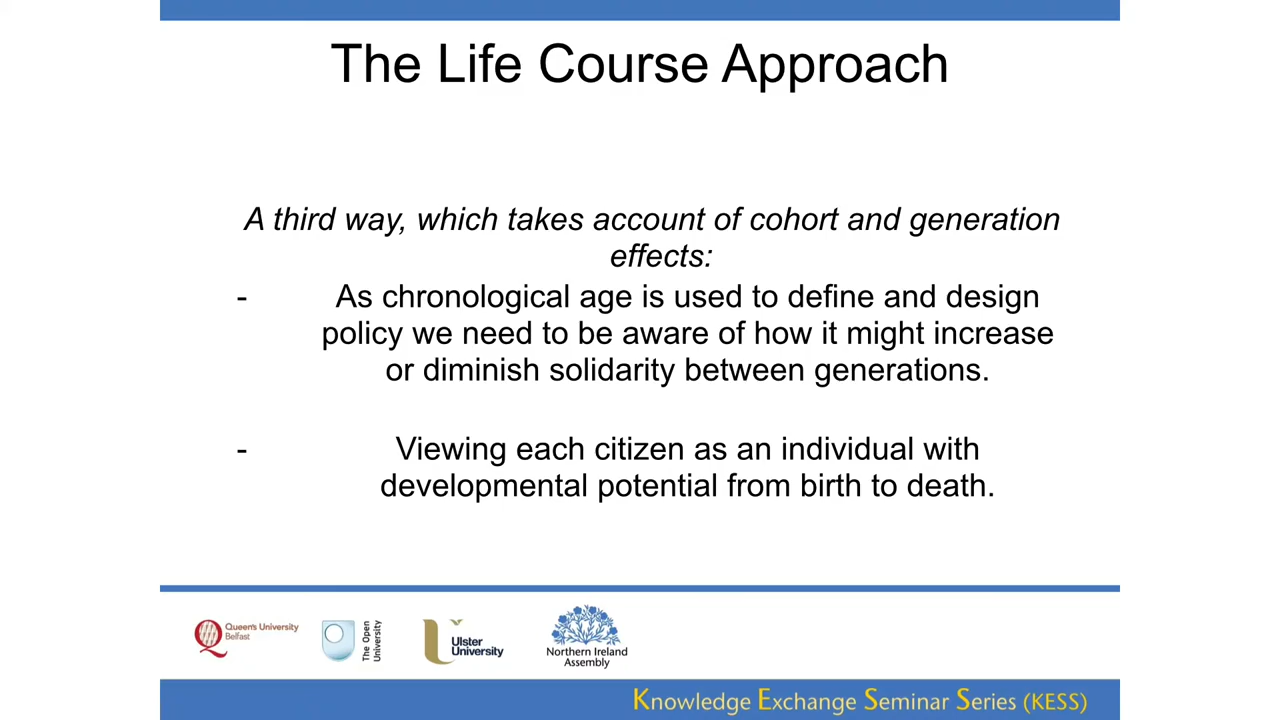 The Life Course Approach
A third way, which takes account of cohort and generation
effects:
- As chronological age is used to define and design
policy we need to be aware of how it might increase
or diminish solidarity between generations.
- Viewing each citizen as an individual with
developmental potential from birth to death.
Queen's University
Belfast
The Open
University
Ulster
University
Northern Ireland
Assembly
Knowledge Exchange Seminar Series (KESS)